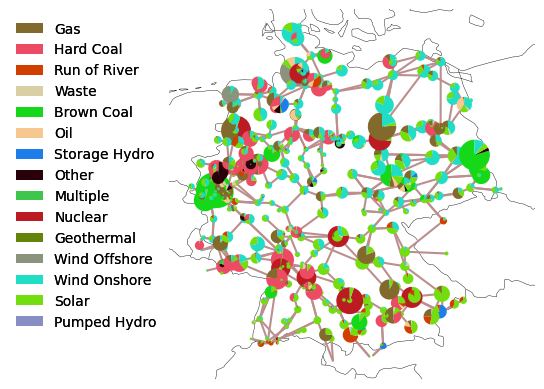 Gas
Hard Coal
Run of River
Waste
Brown Coal
Oil
Storage Hydro
Other
Multiple
Nuclear
Geothermal
Wind Offshore
Wind Onshore
Solar
Pumped Hydro